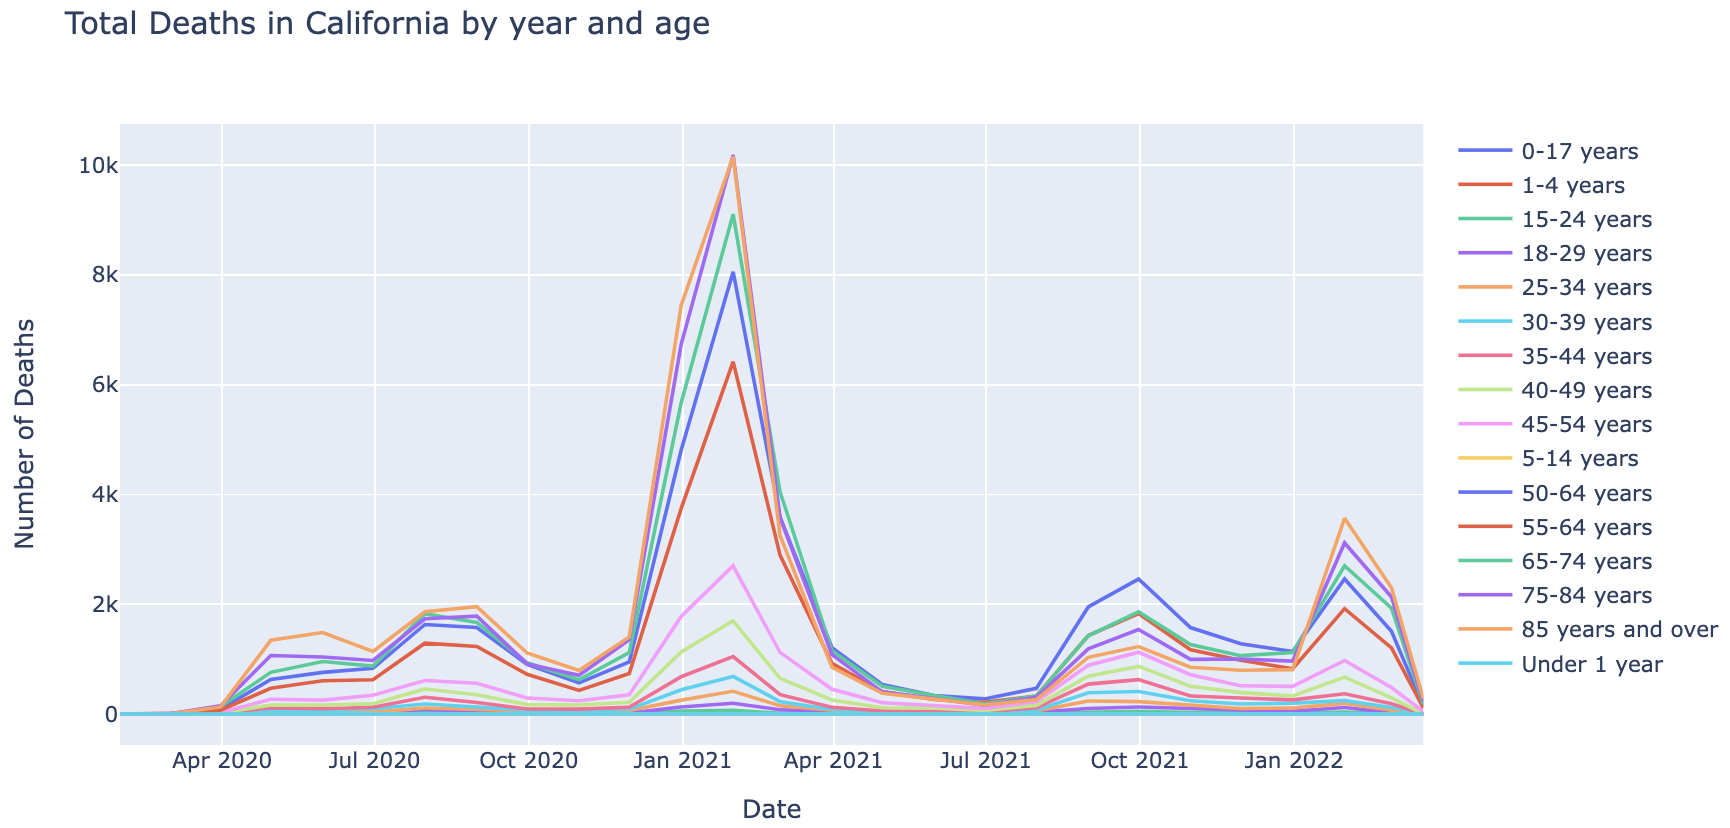 Total Deaths in California by year and age
10k
8k
6k
4k
2k
0
Number of Deaths
Apr 2020
Jul 2020
Oct 2020
Jan 2021
Apr 2021
Jul 2021
Oct 2021
Jan 2022
Date
0-17 years
1-4 years
15-24 years
18-29 years
25-34 years
30-39 years
35-44 years
40-49 years
45-54 years
5-14 years
50-64 years
55-64 years
65-74 years
75-84 years
85 years and over
Under 1 year